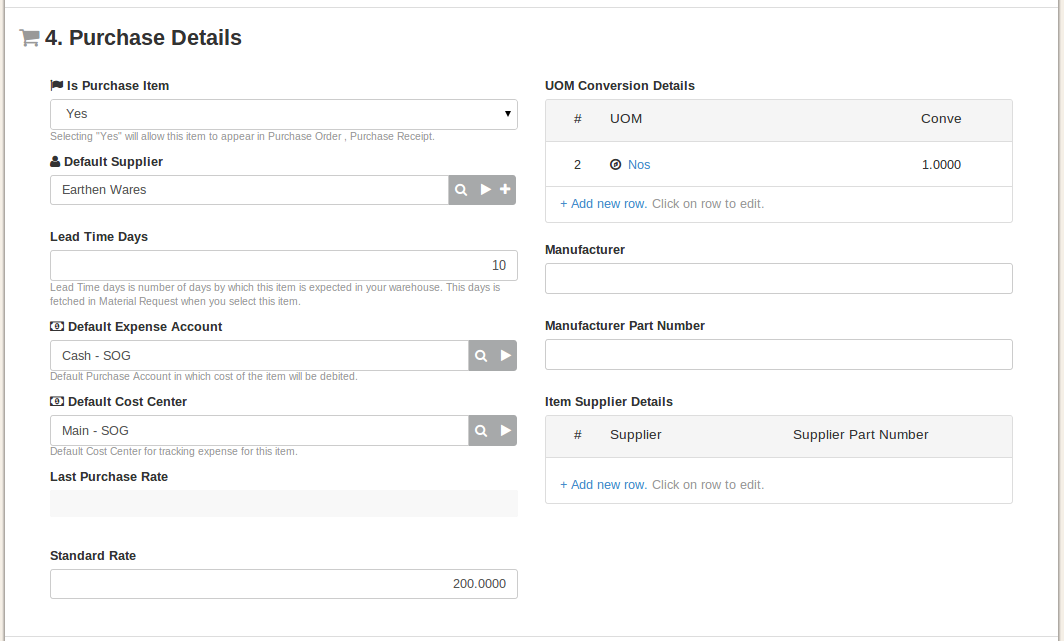 4. Purchase Details
Is Purchase Item
Yes
Selecting "Yes" will allow this item to appear in Purchase Order , Purchase Receipt.
Default Supplier
Earthen Wares
Lead Time Days
10
Lead Time days is number of days by which this item is expected in your warehouse. This days is
fetched in Material Request when you select this item.
Default Expense Account
Cash - SOG
Default Purchase Account in which cost of the item will be debited.
Default Cost Center
Main - SOG
Default Cost Center for tracking expense for this item.
Last Purchase Rate
Standard Rate
200.0000
UOM Conversion Details
# UOM Conve
2 Nos 1.0000
+ Add new row. Click on row to edit.
Manufacturer
Manufacturer Part Number
Item Supplier Details
# Supplier Supplier Part Number
+ Add new row. Click on row to edit.